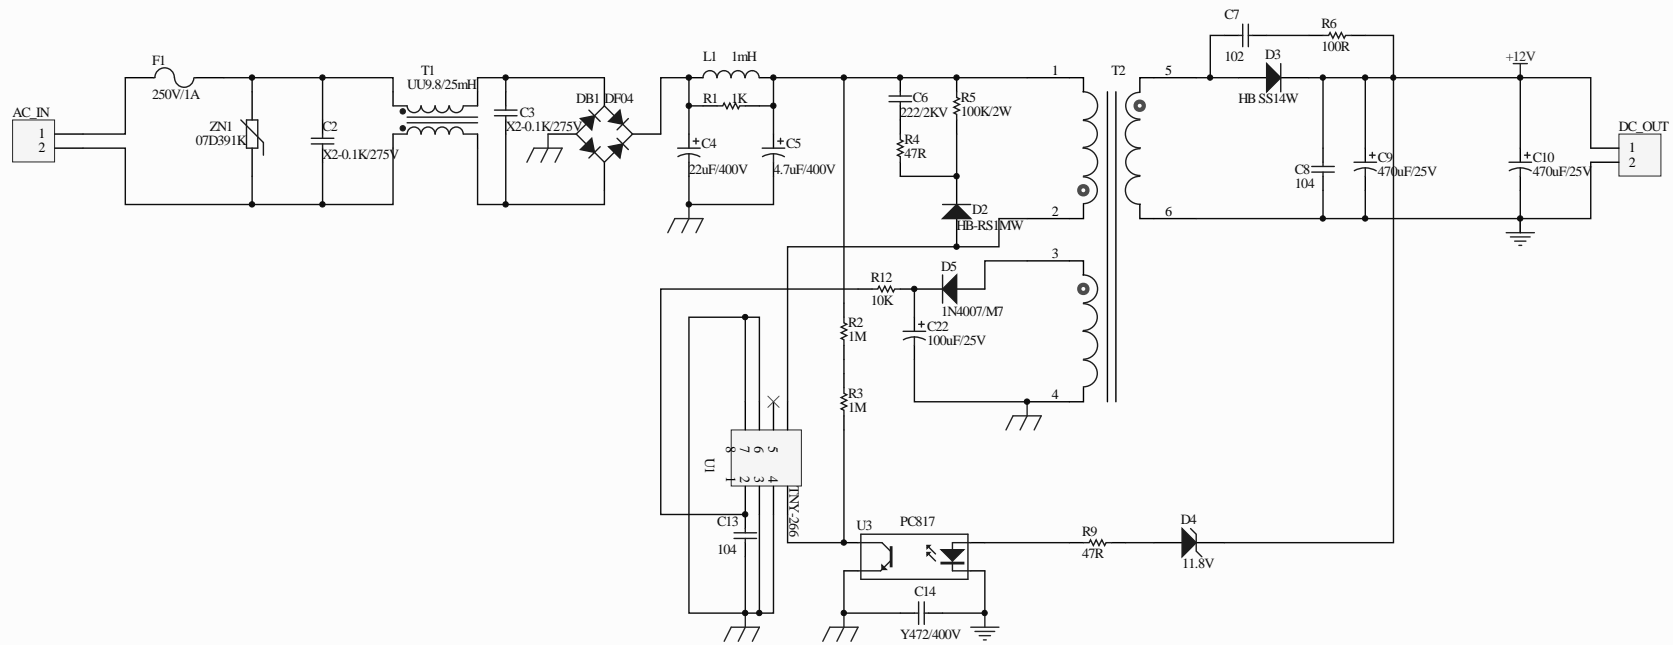 F1
250V/1A
AC_IN
1
2
ZN1
07D391K
C2
X2-0.1K/275V
T1
UU9.8/25mH
C3
X2-0.1K/275V
DB1 DF04
L1 1mH
R1 1K
C4
22uF/400V
C5
4.7uF/400V
C6
222/2KV
R5
100K/2W
R4
47R
D2
HB-RS1MW
1
2
3
4
T2
5
6
C7
102
R6
100R
D3
HB SS14W
C8
104
C9
470uF/25V
+12V
C10
470uF/25V
DC_OUT
1
2
R12
10K
D5
1N4007/M7
C22
100uF/25V
R2
1M
R3
1M
8 7 6 5
1 2 3 4
U1
TNY-266
C13
104
U3 PC817
C14
Y472/400V
R9
47R
D4
11.8V